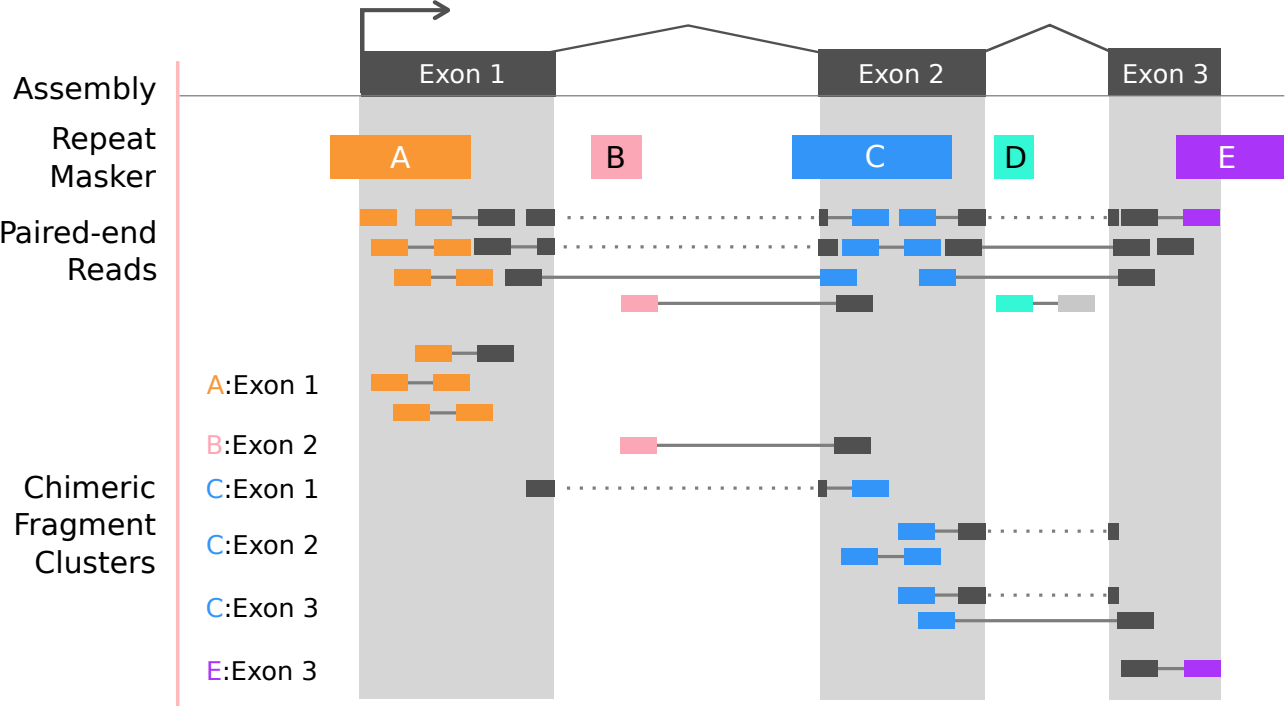 Exon 1
Exon 2
Exon 3
Assembly
Repeat
Masker
A
B
C
D
E
Paired-end
Reads
Chimeric
Fragment
Clusters
A:Exon 1
B:Exon 2
C:Exon 1
C:Exon 2
C:Exon 3
E:Exon 3